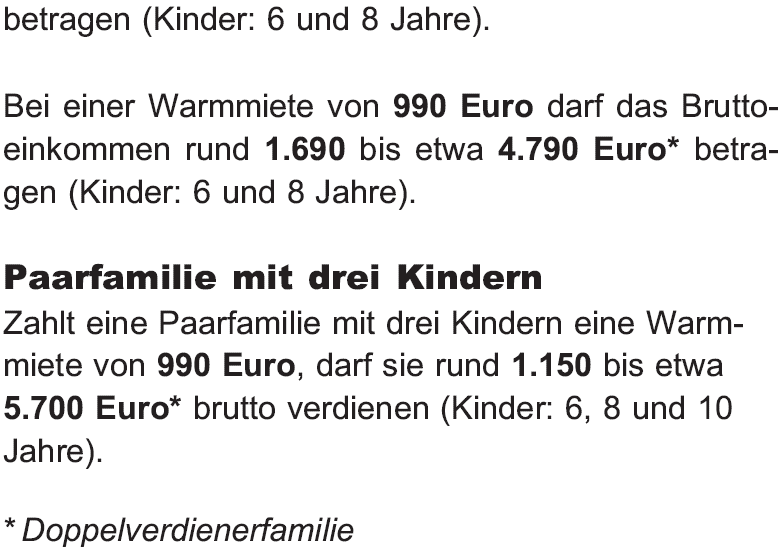 betragen (Kinder: 6 und 8 Jahre).
Bei einer Warmmiete von 990 Euro darf das Brutto-
einkommen rund 1.690 bis etwa 4.790 Euro* betra-
gen (Kinder: 6 und 8 Jahre).
Paarfamilie mit drei Kindern
Zahlt eine Paarfamilie mit drei Kindern eine Warm-
miete von 990 Euro, darf sie rund 1.150 bis etwa
5.700 Euro* brutto verdienen (Kinder: 6, 8 und 10
Jahre).
* Doppelverdienerfamilie